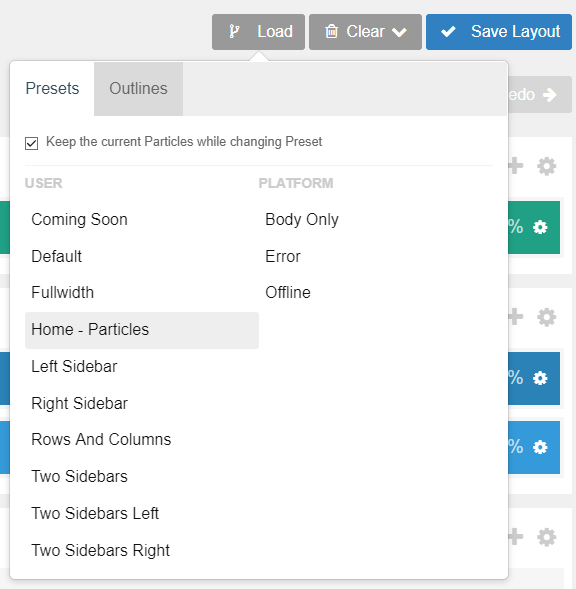 Load
Clear
Save Layout
Presets
Outlines
edo
Keep the current Particles while changing Preset
USER
PLATFORM
Coming Soon
Body Only
Default
Error
Fullwidth
Offline
Home - Particles
Left Sidebar
Right Sidebar
Rows And Columns
Two Sidebars
Two Sidebars Left
Two Sidebars Right
%
%
%